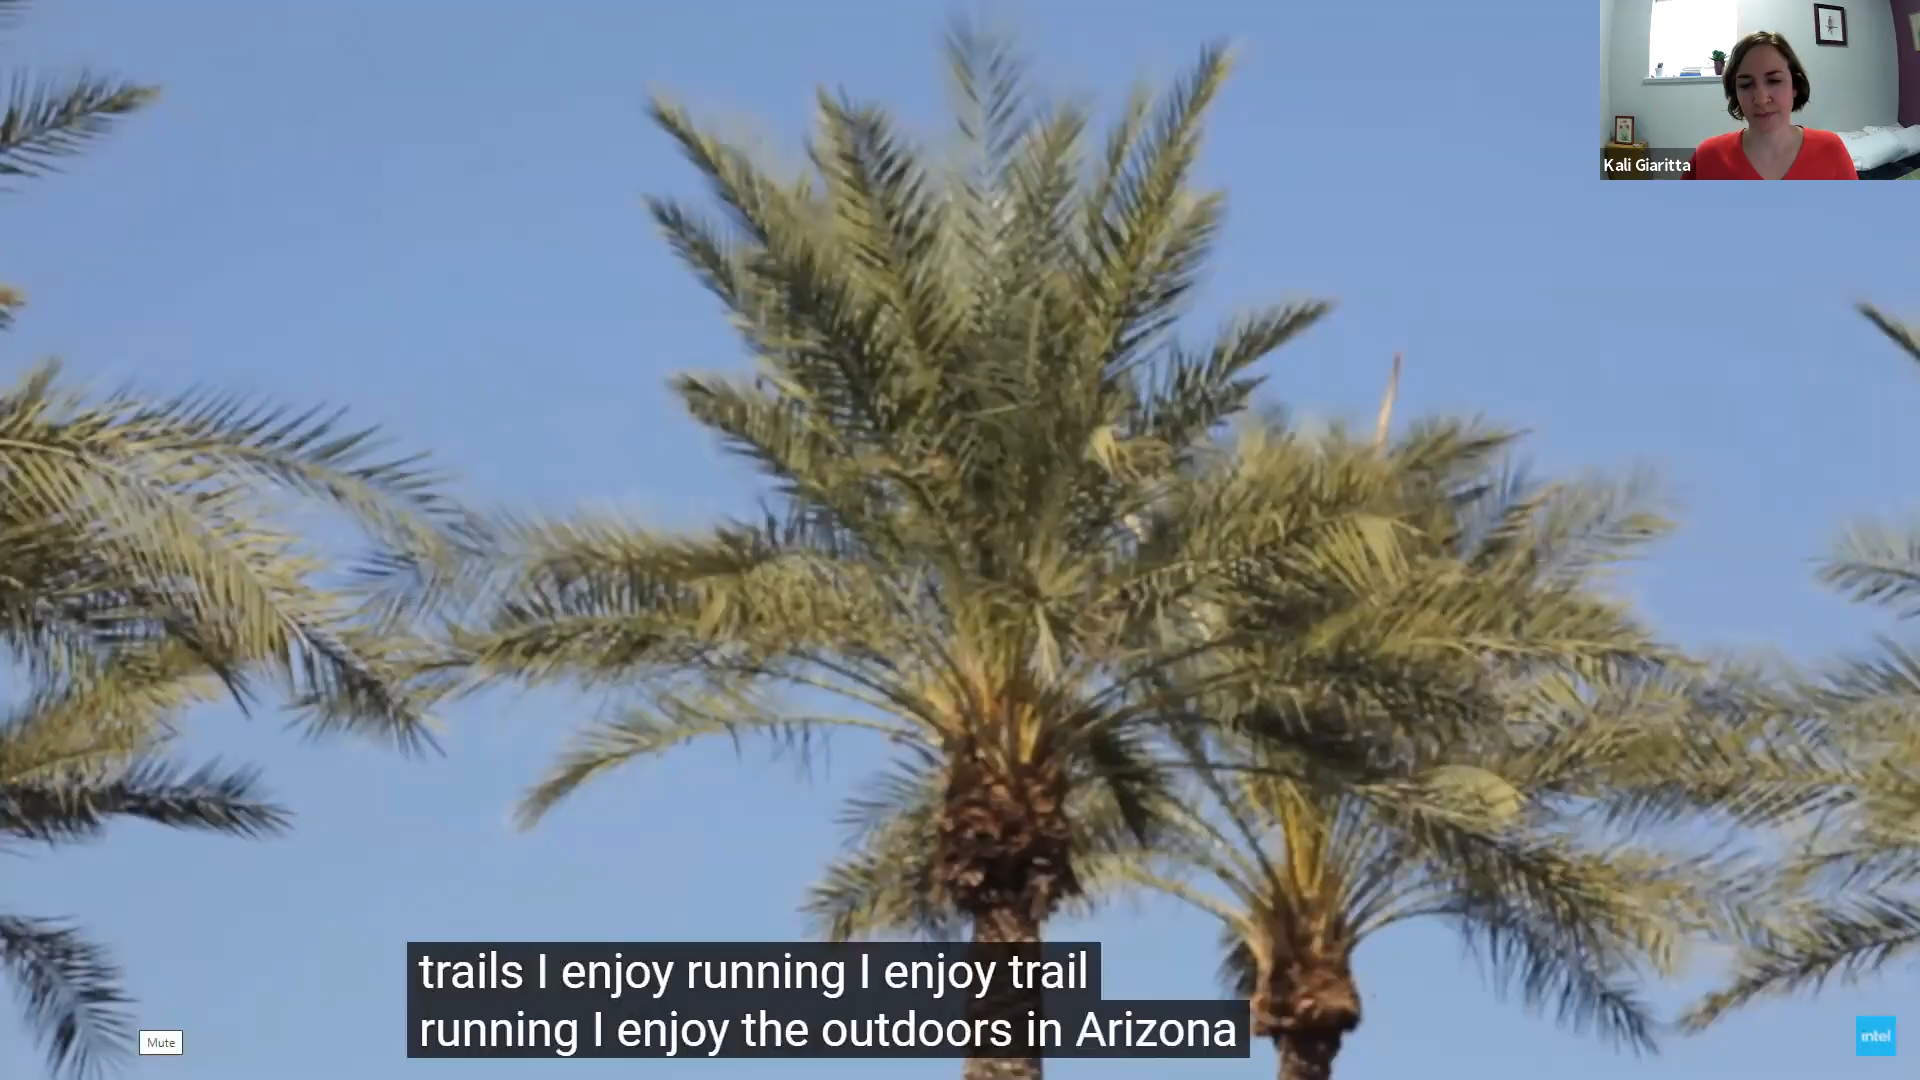 Kali Giaritta
trails I enjoy running I enjoy trail
running I enjoy the outdoors in Arizona
Mute
intel